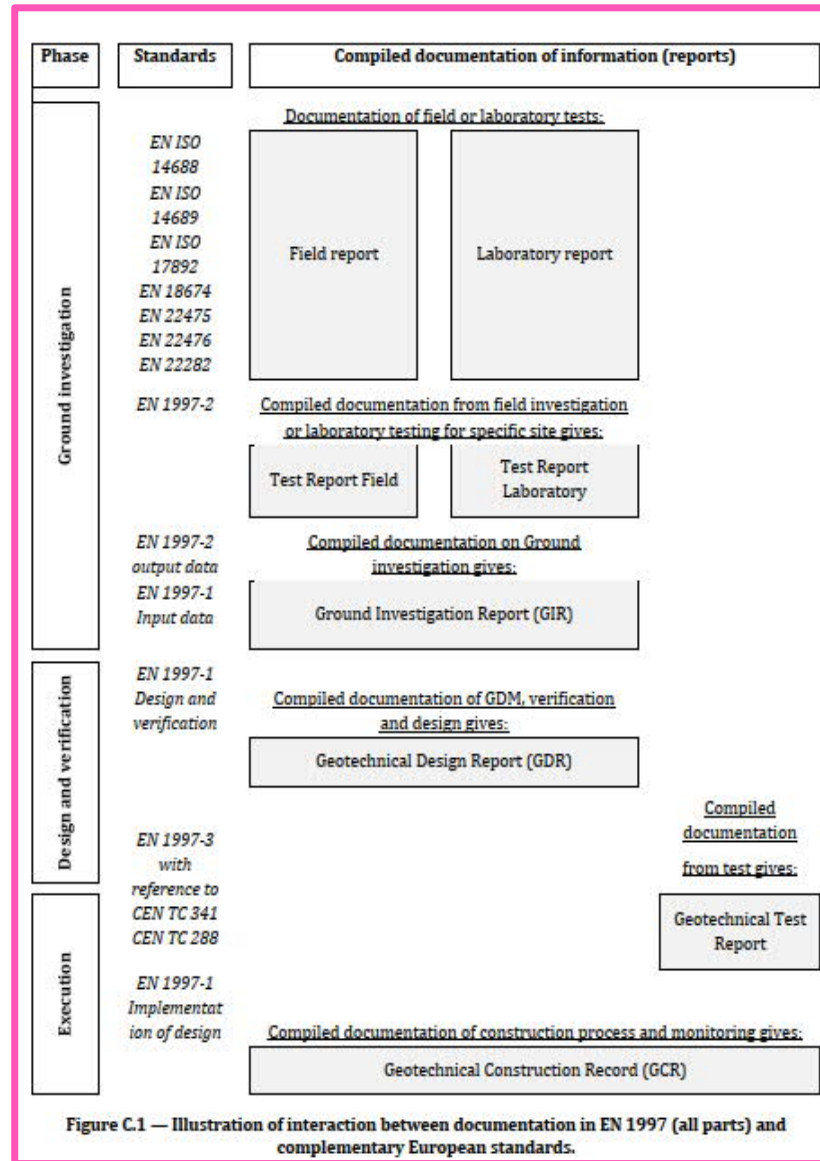 Phase
Standards
Compiled documentation of information (reports)
Ground investigation
Documentation of field or laboratory tests:
EN ISO
14688
EN ISO
14689
EN ISO
17892
EN 18674
EN 22475
EN 22476
EN 22282
Field report
Laboratory report
EN 1997-2
Compiled documentation from field investigation
or laboratory testing for specific site gives:
Test Report Field
Test Report
Laboratory
EN 1997-2
output data
EN 1997-1
Input data
Compiled documentation on Ground
investigation gives:
Ground Investigation Report (GIR)
Design and verification
EN 1997-1
Design and
verification
Compiled documentation of GDM, verification
and design gives:
Geotechnical Design Report (GDR)
EN 1997-3
with
reference to
CEN TC 341
CEN TC 288
Compiled
documentation
from test gives:
Geotechnical Test
Report
Execution
EN 1997-1
Implementat
ion of design
Compiled documentation of construction process and monitoring gives:
Geotechnical Construction Record (GCR)
Figure C.1 — Illustration of interaction between documentation in EN 1997 (all parts) and
complementary European standards.